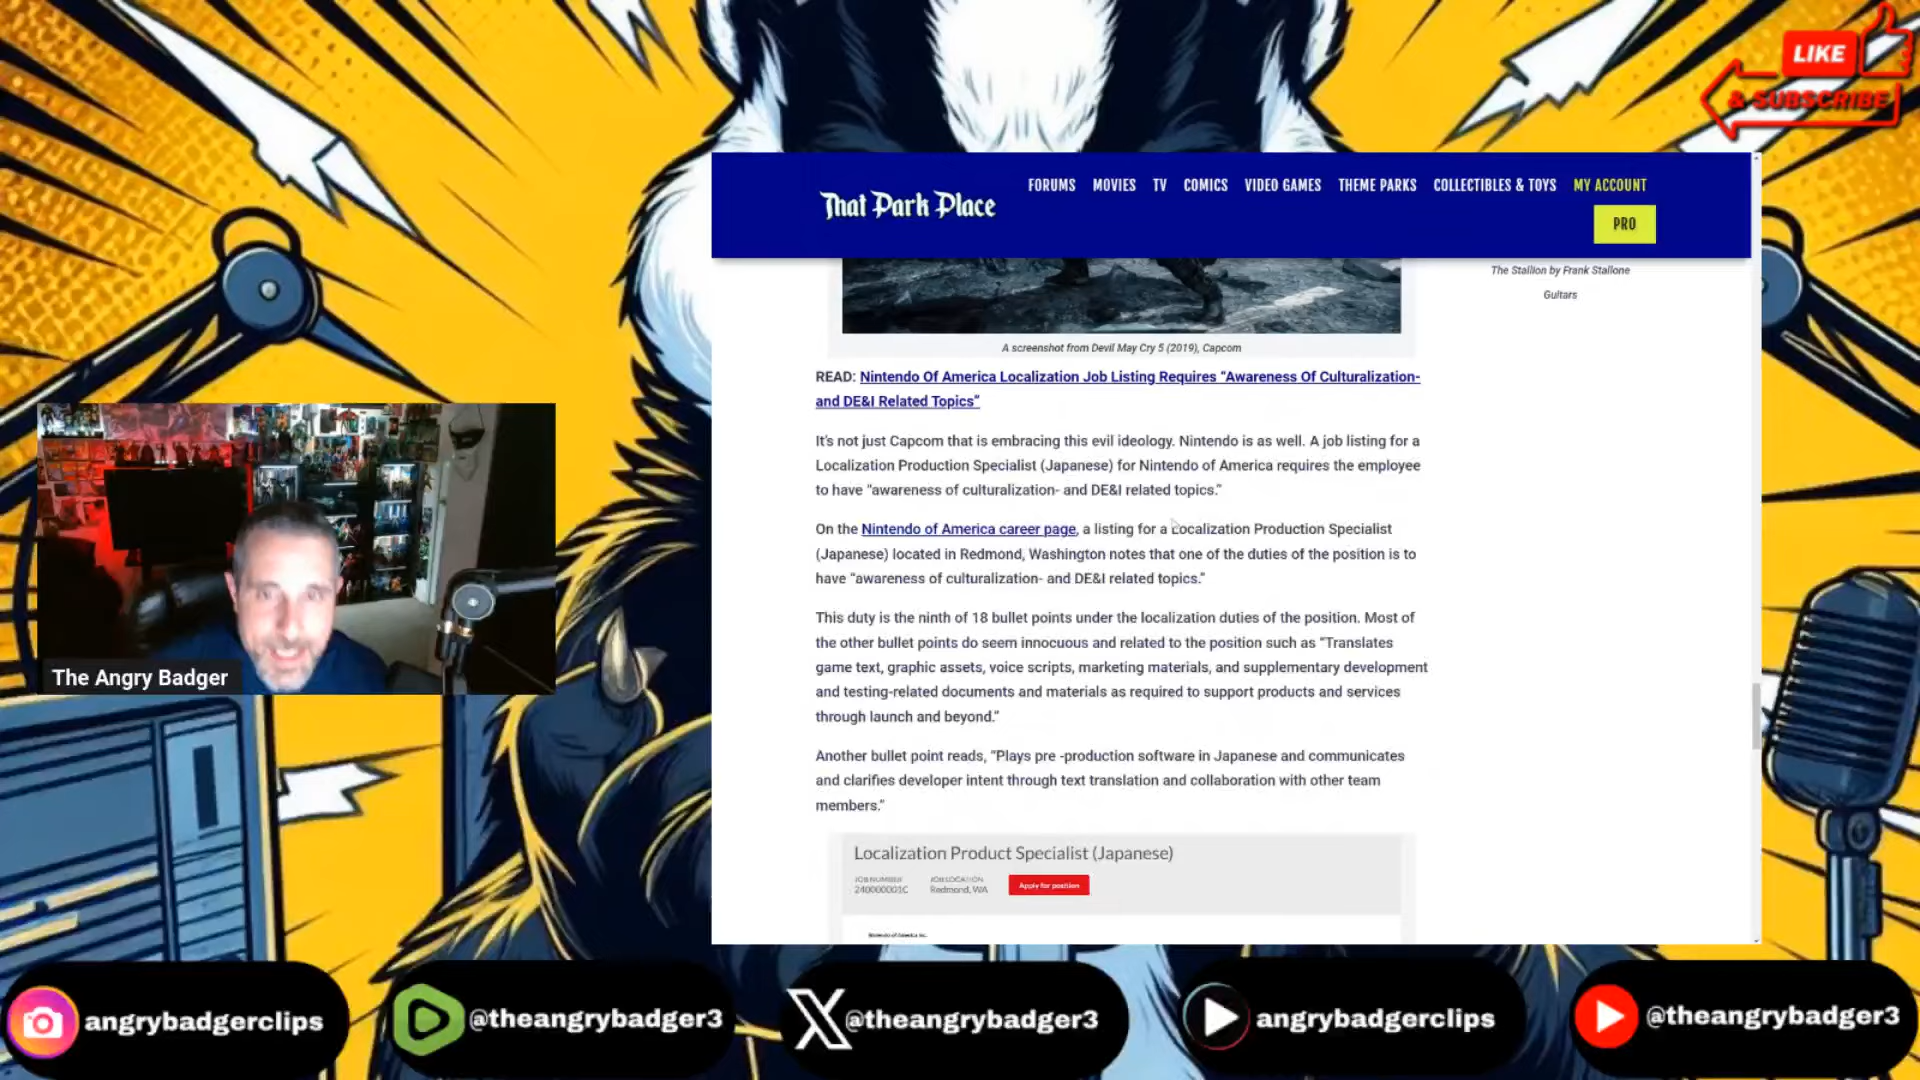 LIKE
& SUBSCRIBE
That Park Place
FORUMS MOVIES TV COMICS VIDEO GAMES THEME PARKS COLLECTIBLES & TOYS MY ACCOUNT
PRO
The Stallion by Frank Stallone
Guitars
A screenshot from Devil May Cry 5 (2019), Capcom
READ: Nintendo Of America Localization Job Listing Requires “Awareness Of Culturalization-
and DE&I Related Topics”
It’s not just Capcom that is embracing this evil ideology. Nintendo is as well. A job listing for a
Localization Production Specialist (Japanese) for Nintendo of America requires the employee
to have “awareness of culturalization- and DE&I related topics.”
On the Nintendo of America career page, a listing for a Localization Production Specialist
(Japanese) located in Redmond, Washington notes that one of the duties of the position is to
have “awareness of culturalization- and DE&I related topics.”
This duty is the ninth of 18 bullet points under the localization duties of the position. Most of
the other bullet points do seem innocuous and related to the position such as “Translates
game text, graphic assets, voice scripts, marketing materials, and supplementary development
and testing-related documents and materials as required to support products and services
through launch and beyond.”
Another bullet point reads, “Plays pre -production software in Japanese and communicates
and clarifies developer intent through text translation and collaboration with other team
members.”
Localization Product Specialist (Japanese)
JOB NUMBER JOB LOCATION
240000001C Redmond, WA Apply for position
Nintendo of America Inc.
The Angry Badger
angrybadgerclips @theangrybadger3 @theangrybadger3 angrybadgerclips @theangrybadger3